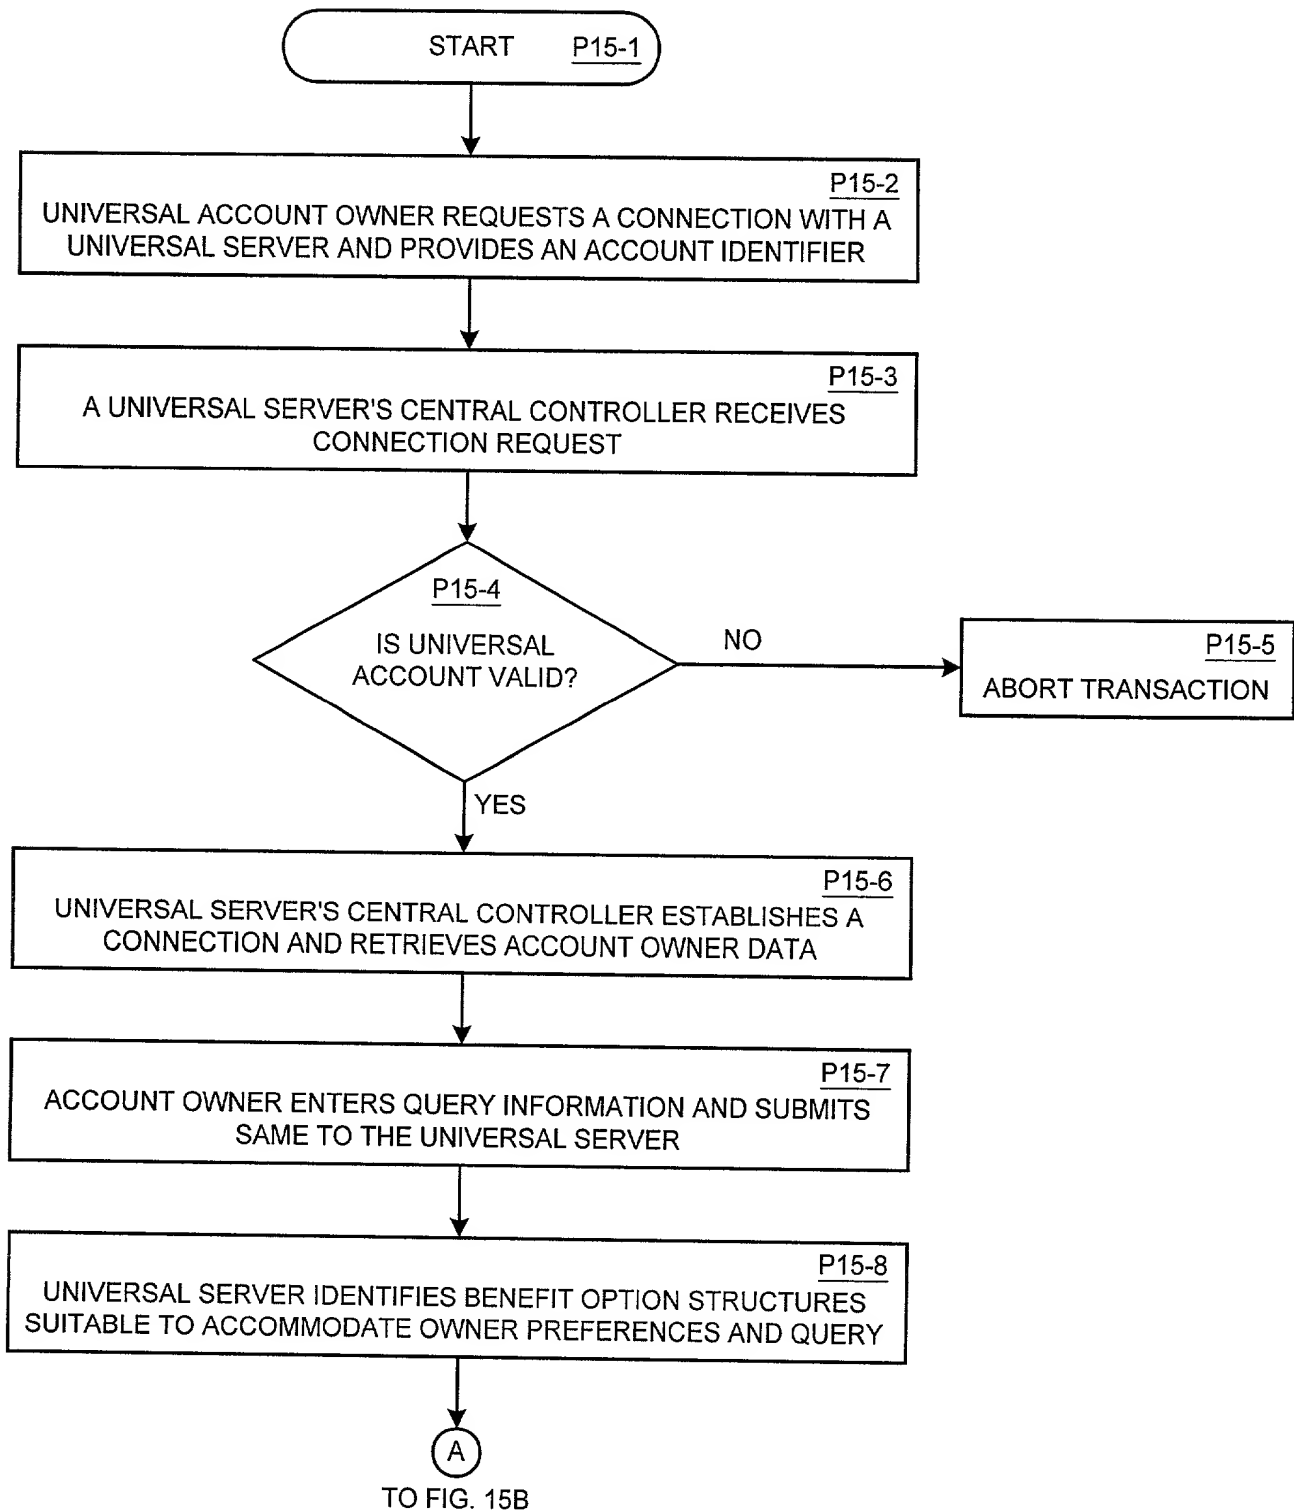 START P15-1
P15-2
UNIVERSAL ACCOUNT OWNER REQUESTS A CONNECTION WITH A
UNIVERSAL SERVER AND PROVIDES AN ACCOUNT IDENTIFIER
P15-3
A UNIVERSAL SERVER'S CENTRAL CONTROLLER RECEIVES
CONNECTION REQUEST
P15-4
IS UNIVERSAL
ACCOUNT VALID?
NO
P15-5
ABORT TRANSACTION
YES
P15-6
UNIVERSAL SERVER'S CENTRAL CONTROLLER ESTABLISHES A
CONNECTION AND RETRIEVES ACCOUNT OWNER DATA
P15-7
ACCOUNT OWNER ENTERS QUERY INFORMATION AND SUBMITS
SAME TO THE UNIVERSAL SERVER
P15-8
UNIVERSAL SERVER IDENTIFIES BENEFIT OPTION STRUCTURES
SUITABLE TO ACCOMMODATE OWNER PREFERENCES AND QUERY
A
TO FIG. 15B